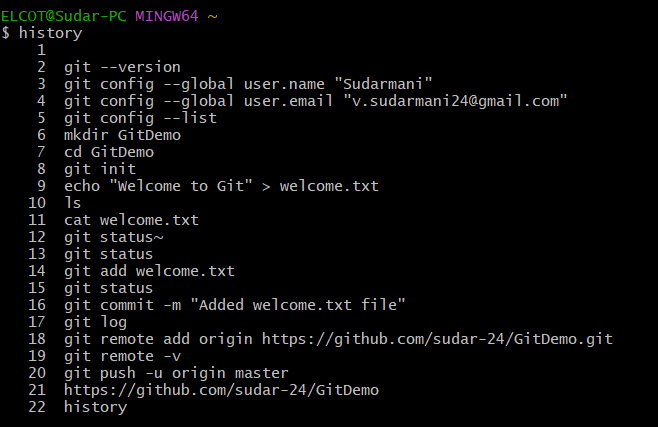 ELCOT@Sudar-PC MINGW64 ~
$ history
1
2 git --version
3 git config --global user.name "Sudarmani"
4 git config --global user.email "v.sudarmani24@gmail.com"
5 git config --list
6 mkdir GitDemo
7 cd GitDemo
8 git init
9 echo "Welcome to Git" > welcome.txt
10 ls
11 cat welcome.txt
12 git status~
13 git status
14 git add welcome.txt
15 git status
16 git commit -m "Added welcome.txt file"
17 git log
18 git remote add origin https://github.com/sudar-24/GitDemo.git
19 git remote -v
20 git push -u origin master
21 https://github.com/sudar-24/GitDemo
22 history